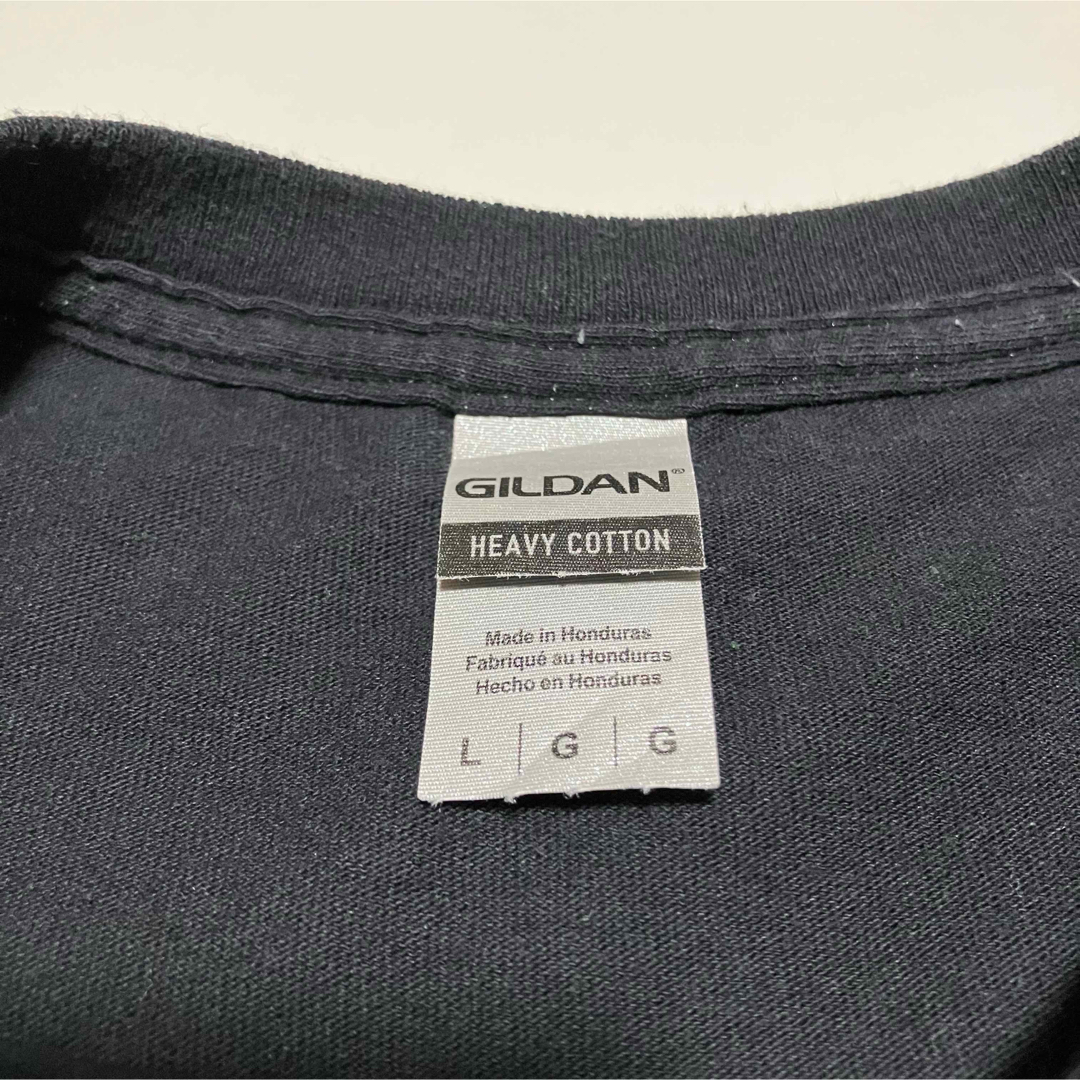 GILDAN®
HEAVY COTTON
Made in Honduras
Fabriqué au Honduras
Hecho en Honduras
L | G | G